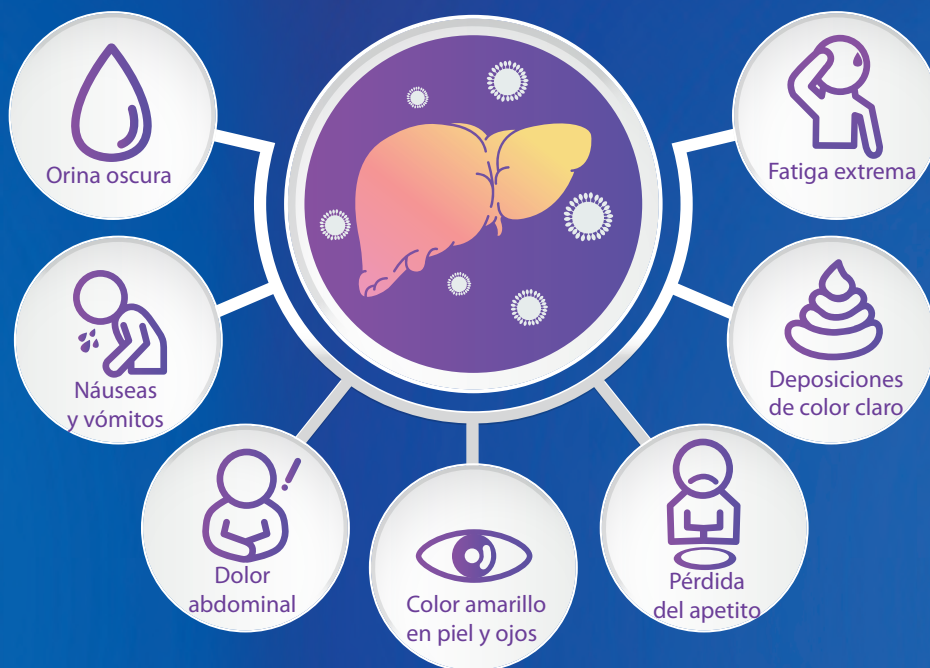 Orina oscura
Náuseas
y vómitos
Dolor
abdominal
Color amarillo
en piel y ojos
Pérdida
del apetito
Deposiciones
de color claro
Fatiga extrema